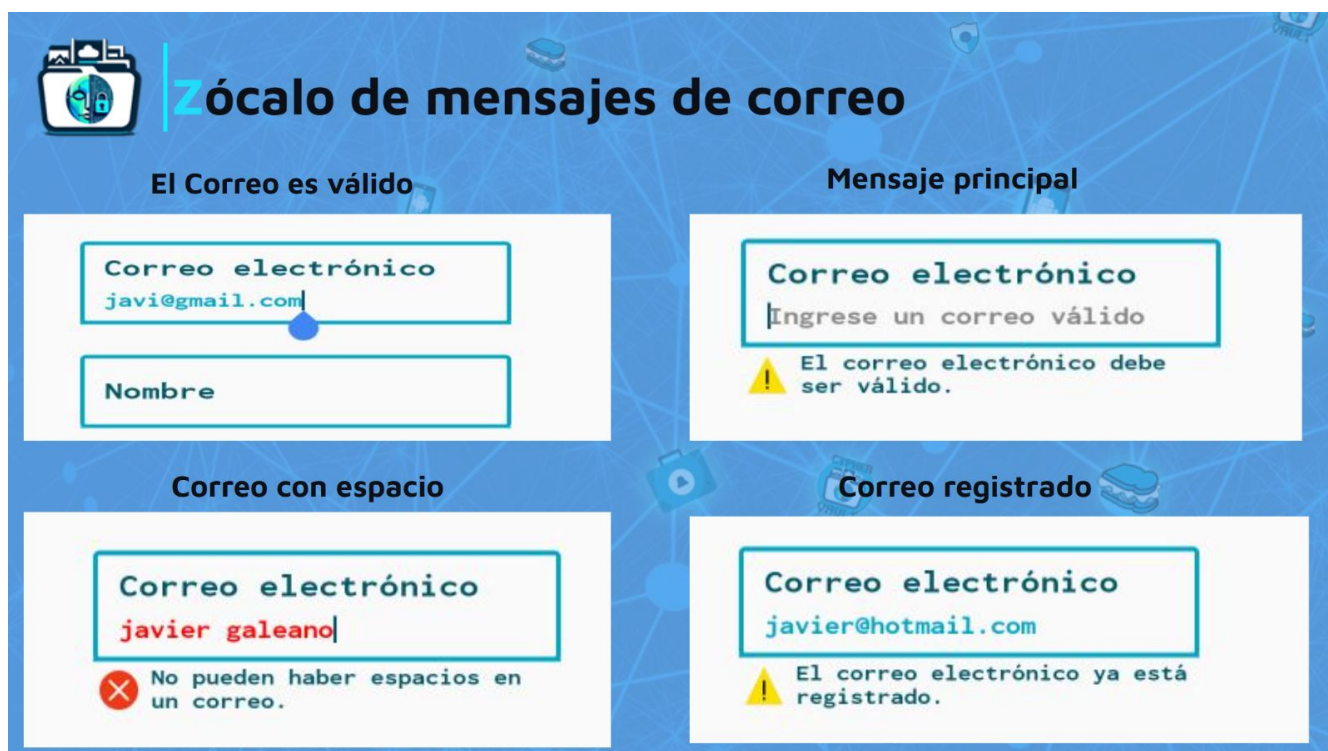 Zócalo de mensajes de correo
El Correo es válido
Correo electrónico
javi@gmail.com
Nombre
Mensaje principal
Correo electrónico
Ingrese un correo válido
El correo electrónico debe
ser válido.
Correo con espacio
Correo electrónico
javier galeano
No pueden haber espacios en
un correo.
Correo registrado
Correo electrónico
javier@hotmail.com
El correo electrónico ya está
registrado.